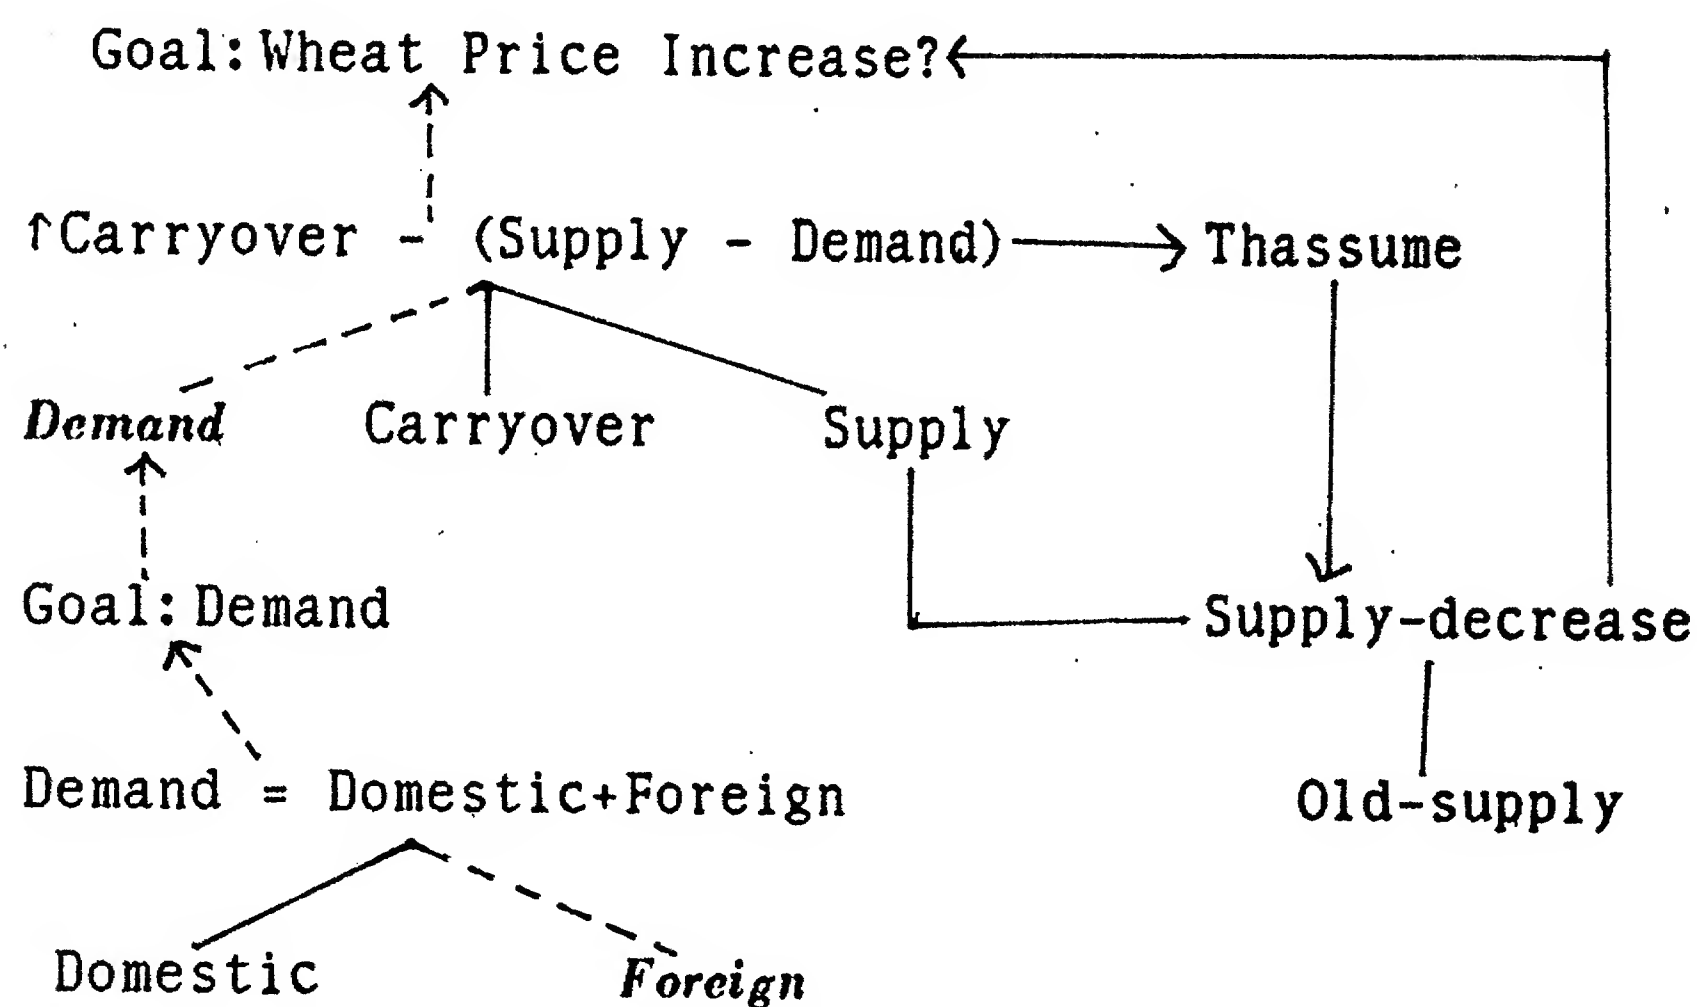 Goal: Wheat Price Increase?
↑Carryover - (Supply - Demand) Thassume
Demand Carryover Supply
Goal: Demand Supply-decrease
Demand = Domestic+Foreign Old-supply
Domestic Foreign